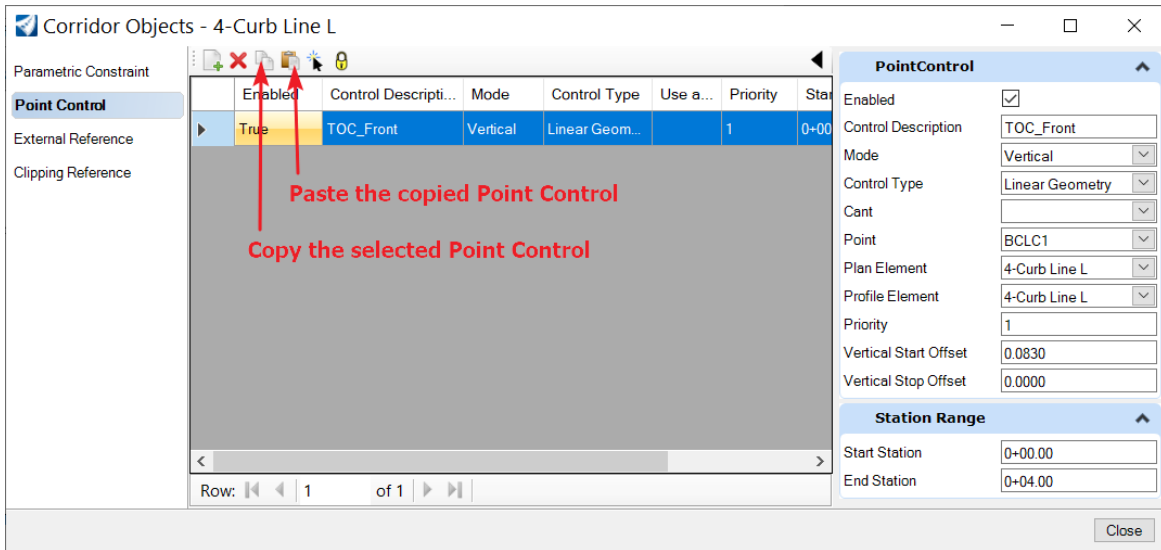 Corridor Objects - 4-Curb Line L
Parametric Constraint
Point Control
External Reference
Clipping Reference
Enabled Control Descripti... Mode Control Type Use a... Priority Star
True TOC_Front Vertical Linear Geom... 1 0+00
Paste the copied Point Control
Copy the selected Point Control
Row: 1 of 1
PointControl
Enabled
Control Description TOC_Front
Mode Vertical
Control Type Linear Geometry
Cant
Point BCLC1
Plan Element 4-Curb Line L
Profile Element 4-Curb Line L
Priority 1
Vertical Start Offset 0.0830
Vertical Stop Offset 0.0000
Station Range
Start Station 0+00.00
End Station 0+04.00
Close